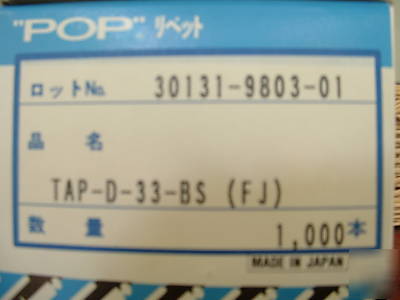 "POP" リベット
ロットNo. 30131-9803-01
品 名
TAP-D-33-BS (FJ)
数 量 1,000本
MADE IN JAPAN